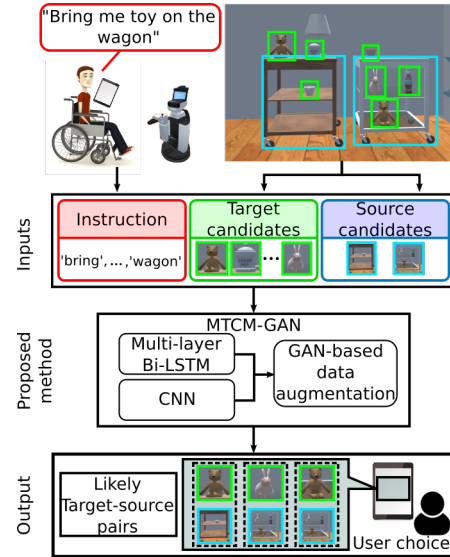 "Bring me toy on the
wagon"
Inputs
Instruction
'bring', ... ,'wagon'
Target
candidates
...
Source
candidates
Proposed
method
MTCM-GAN
Multi-layer
Bi-LSTM
CNN
GAN-based
data
augmentation
Output
Likely
Target-source
pairs
User choice